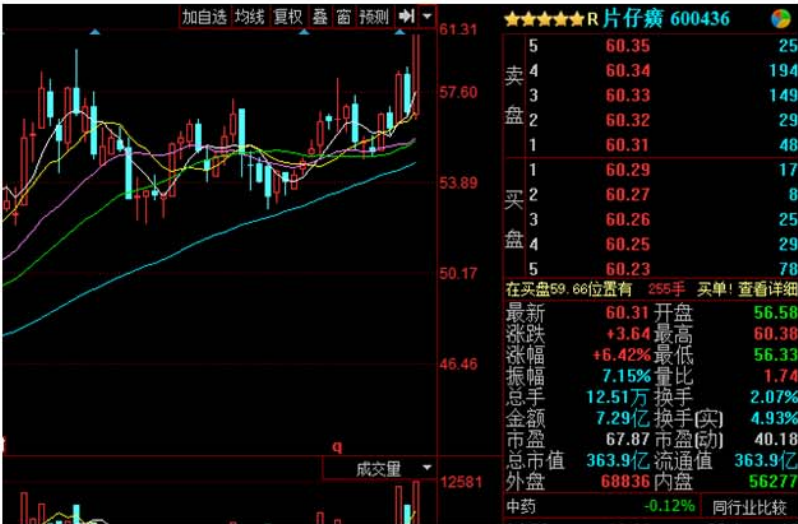 加自选 均线 复权 叠 窗 预测
61.31
57.60
53.89
50.17
46.46
q
成交量
12581
R 片仔癀 600436
卖盘
5 60.35 25
4 60.34 194
3 60.33 149
2 60.32 29
1 60.31 48
买盘
1 60.29 17
2 60.27 8
3 60.26 25
4 60.25 29
5 60.23 78
在买盘59.66位置有 255手 买单! 查看详细
最新 60.31 开盘 56.58
涨跌 +3.64 最高 60.38
涨幅 +6.42% 最低 56.33
振幅 7.15% 量比 1.74
总手 12.51万 换手 2.07%
金额 7.29亿 换手(实) 4.93%
市盈 67.87 市盈(动) 40.18
总市值 363.9亿 流通值 363.9亿
外盘 68836 内盘 56277
中药 -0.12% 同行业比较